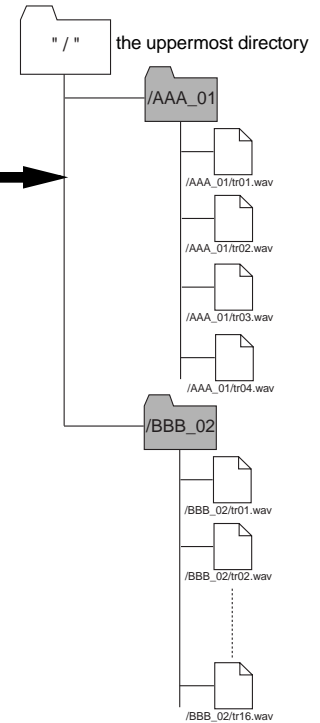 " / "
the uppermost directory
/AAA_01
/AAA_01/tr01.wav
/AAA_01/tr02.wav
/AAA_01/tr03.wav
/AAA_01/tr04.wav
/BBB_02
/BBB_02/tr01.wav
/BBB_02/tr02.wav
/BBB_02/tr16.wav